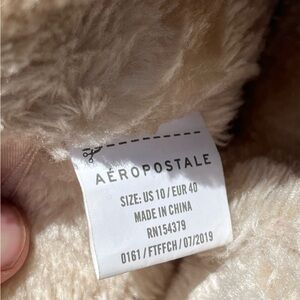 AÉROPOSTALE
SIZE: US 10 / EUR 40
MADE IN CHINA
RN154379
0161 / FTFFCH / 07/2019